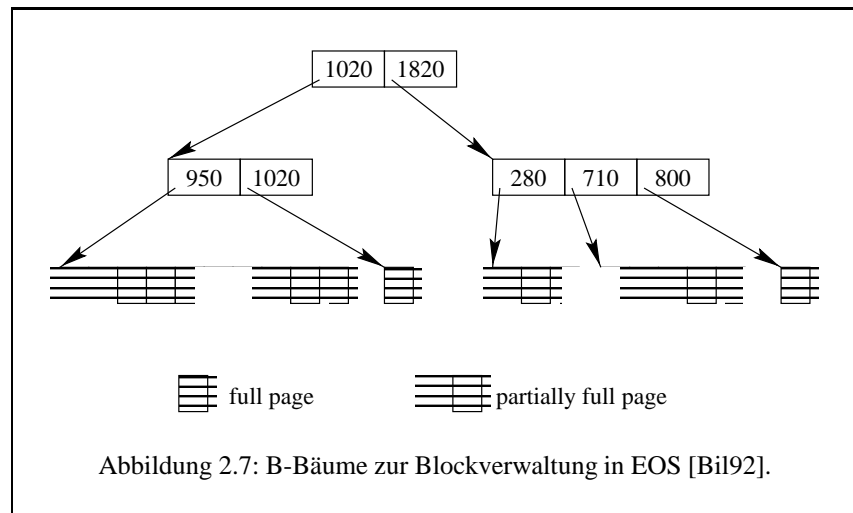 1020 1820
950 1020 280 710 800
full page partially full page
Abbildung 2.7: B-Bäume zur Blockverwaltung in EOS [Bil92].